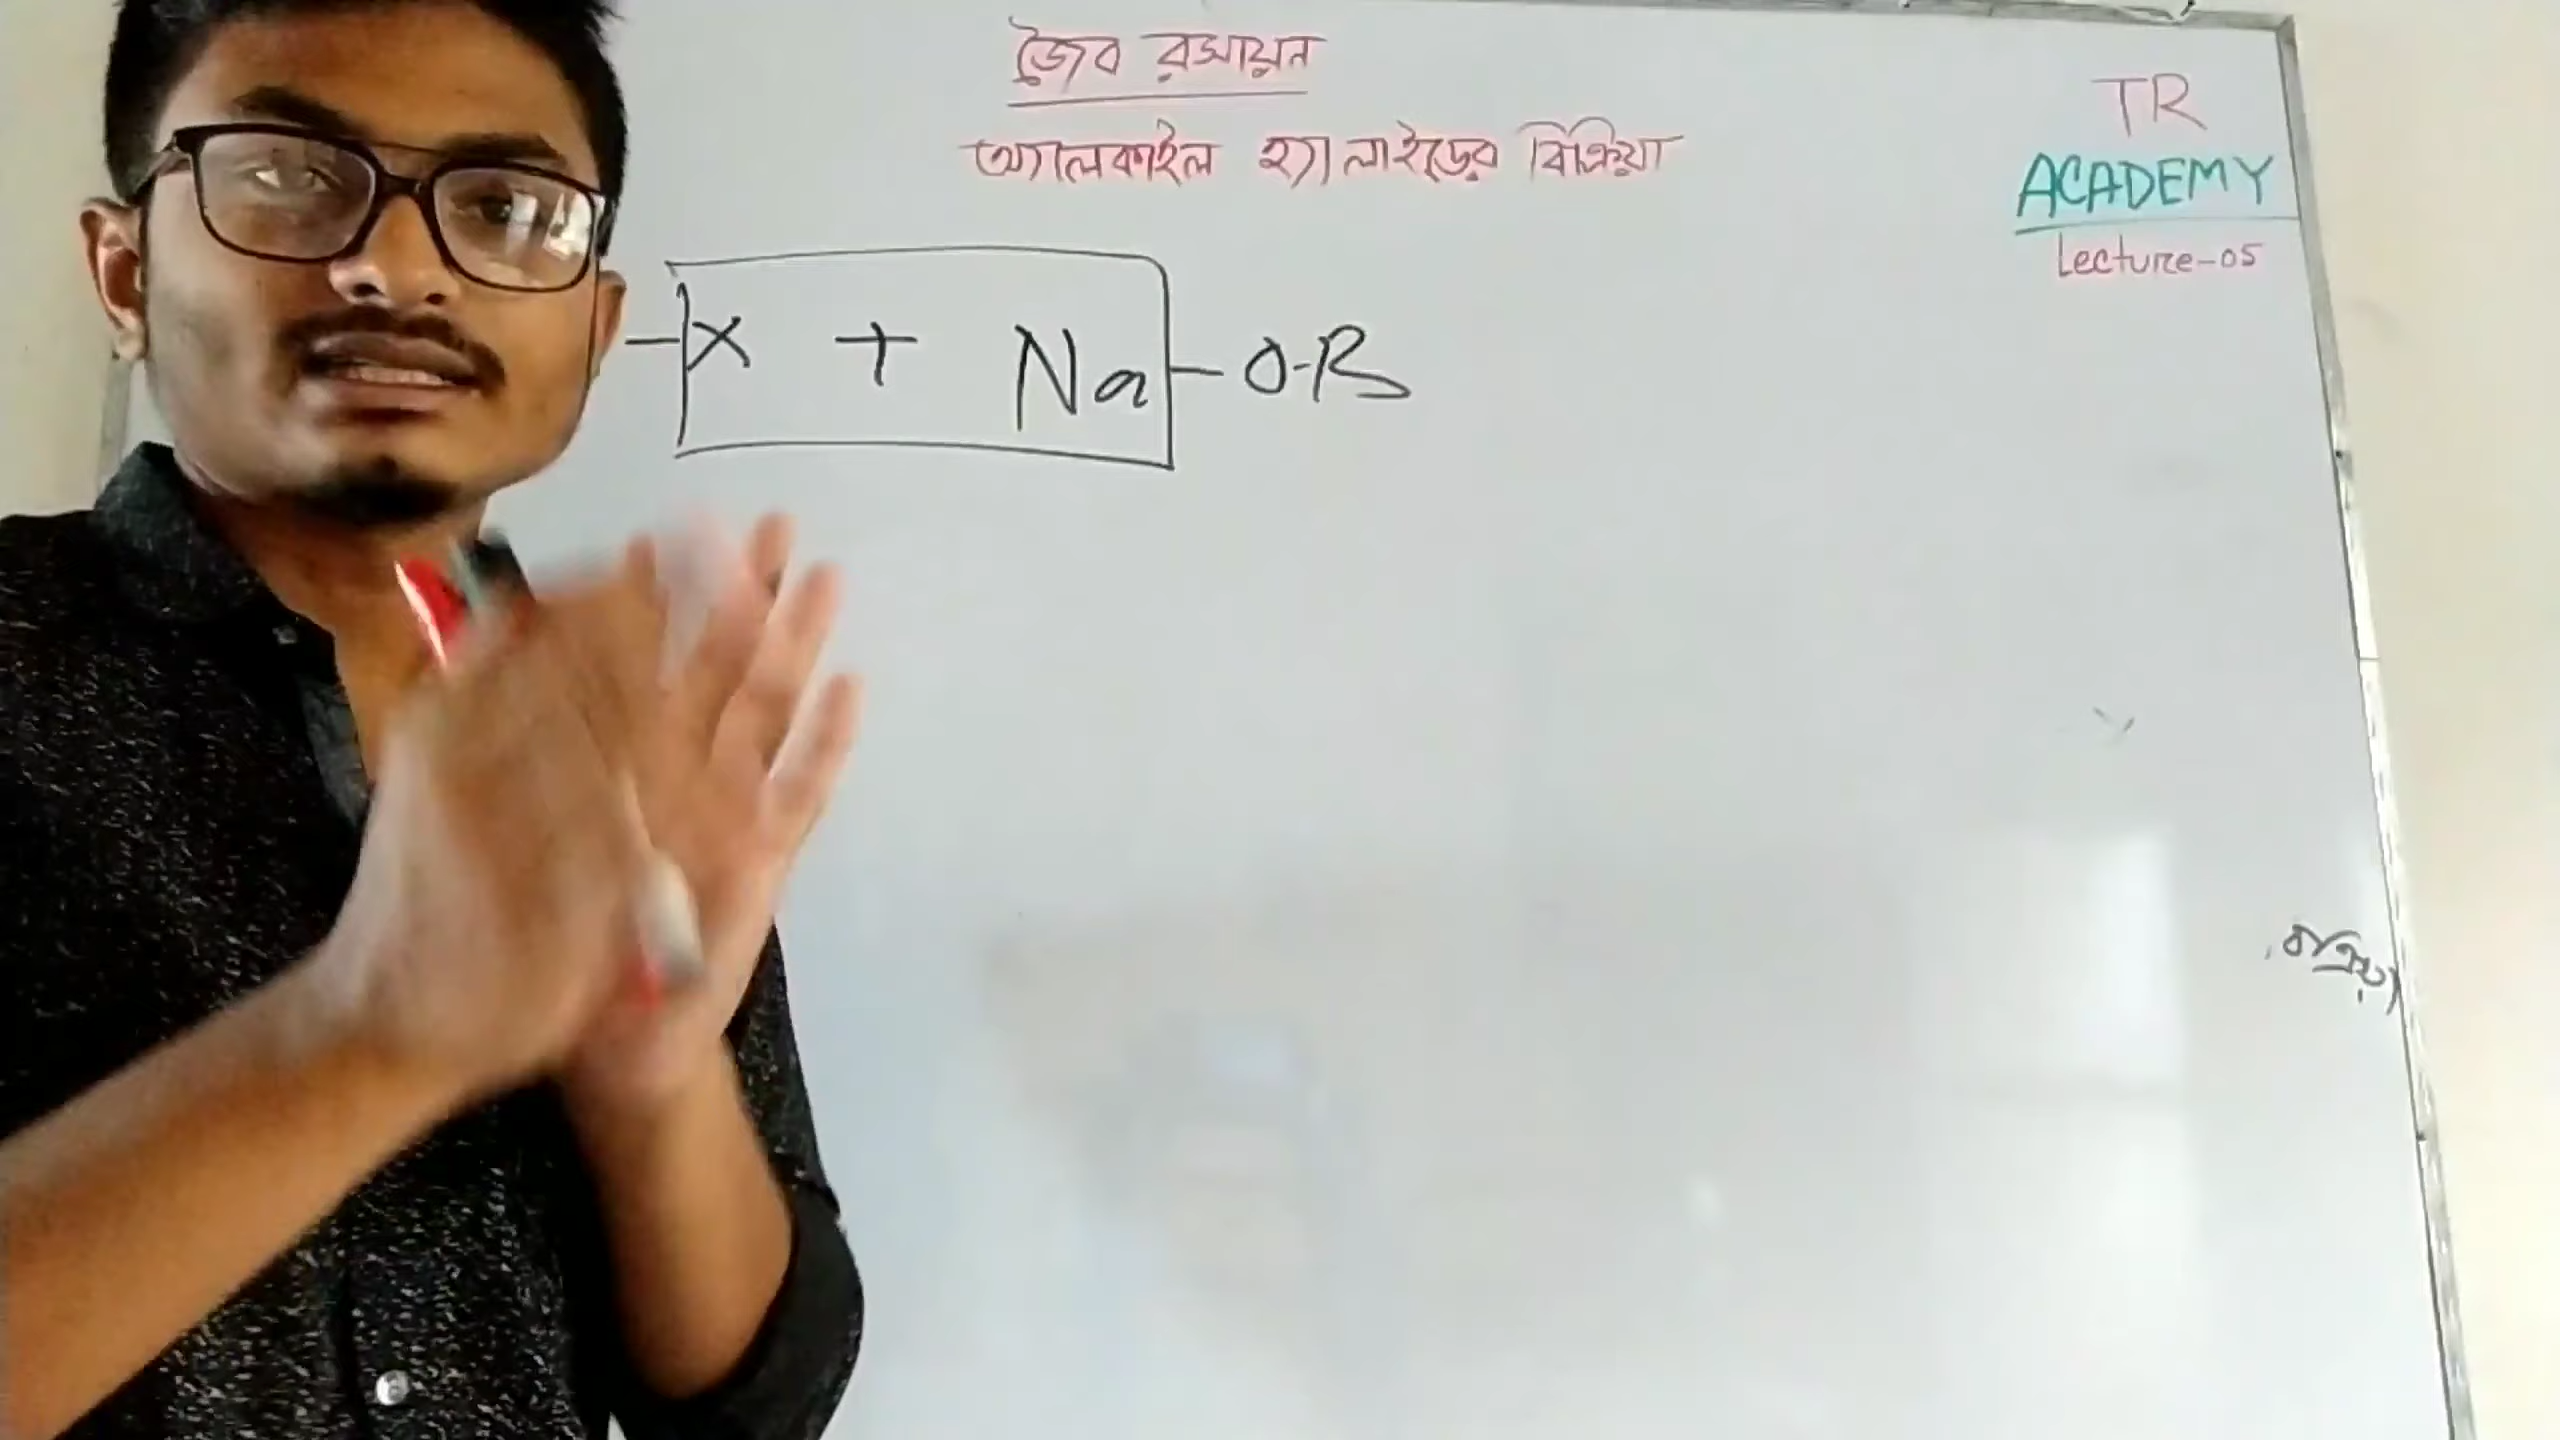 জৈব রসায়ন
অ্যালকাইল হ্যালাইডের বিক্রিয়া
TR
ACADEMY
Lecture-05
-X + Na-O-R